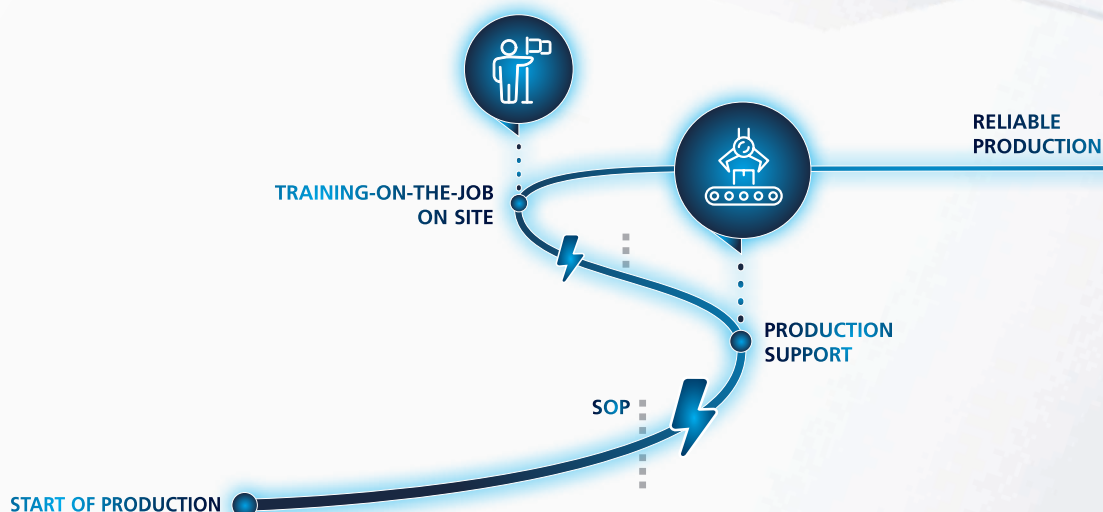 RELIABLE
PRODUCTION
TRAINING-ON-THE-JOB
ON SITE
PRODUCTION
SUPPORT
SOP
START OF PRODUCTION